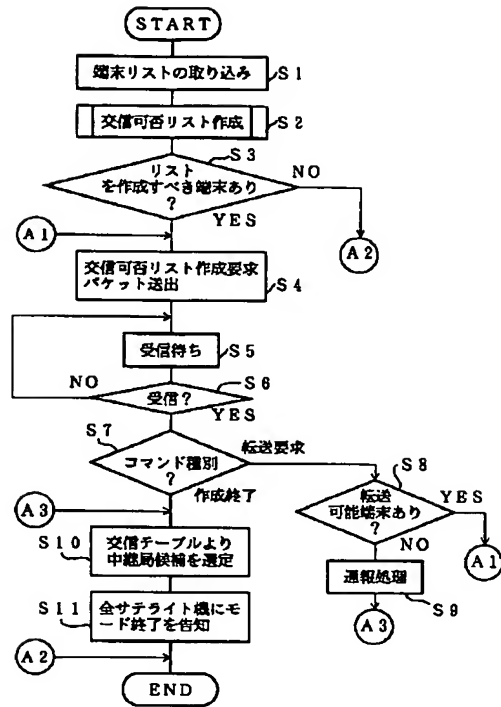 START
端末リストの取り込み
S1
交信可否リスト作成
S2
S3
リスト
を作成すべき端末あり
?
NO
YES
A1
A2
交信可否リスト作成要求
パケット送出
S4
受信待ち
S5
NO
S6
受信?
YES
S7
コマンド種別
?
転送要求
作成終了
S8
転送
可能端末あり
?
YES
NO
A1
A3
S10
交信テーブルより
中継局候補を選定
通報処理
S9
A3
S11
全サテライト機にモ
ード終了を告知
A2
END